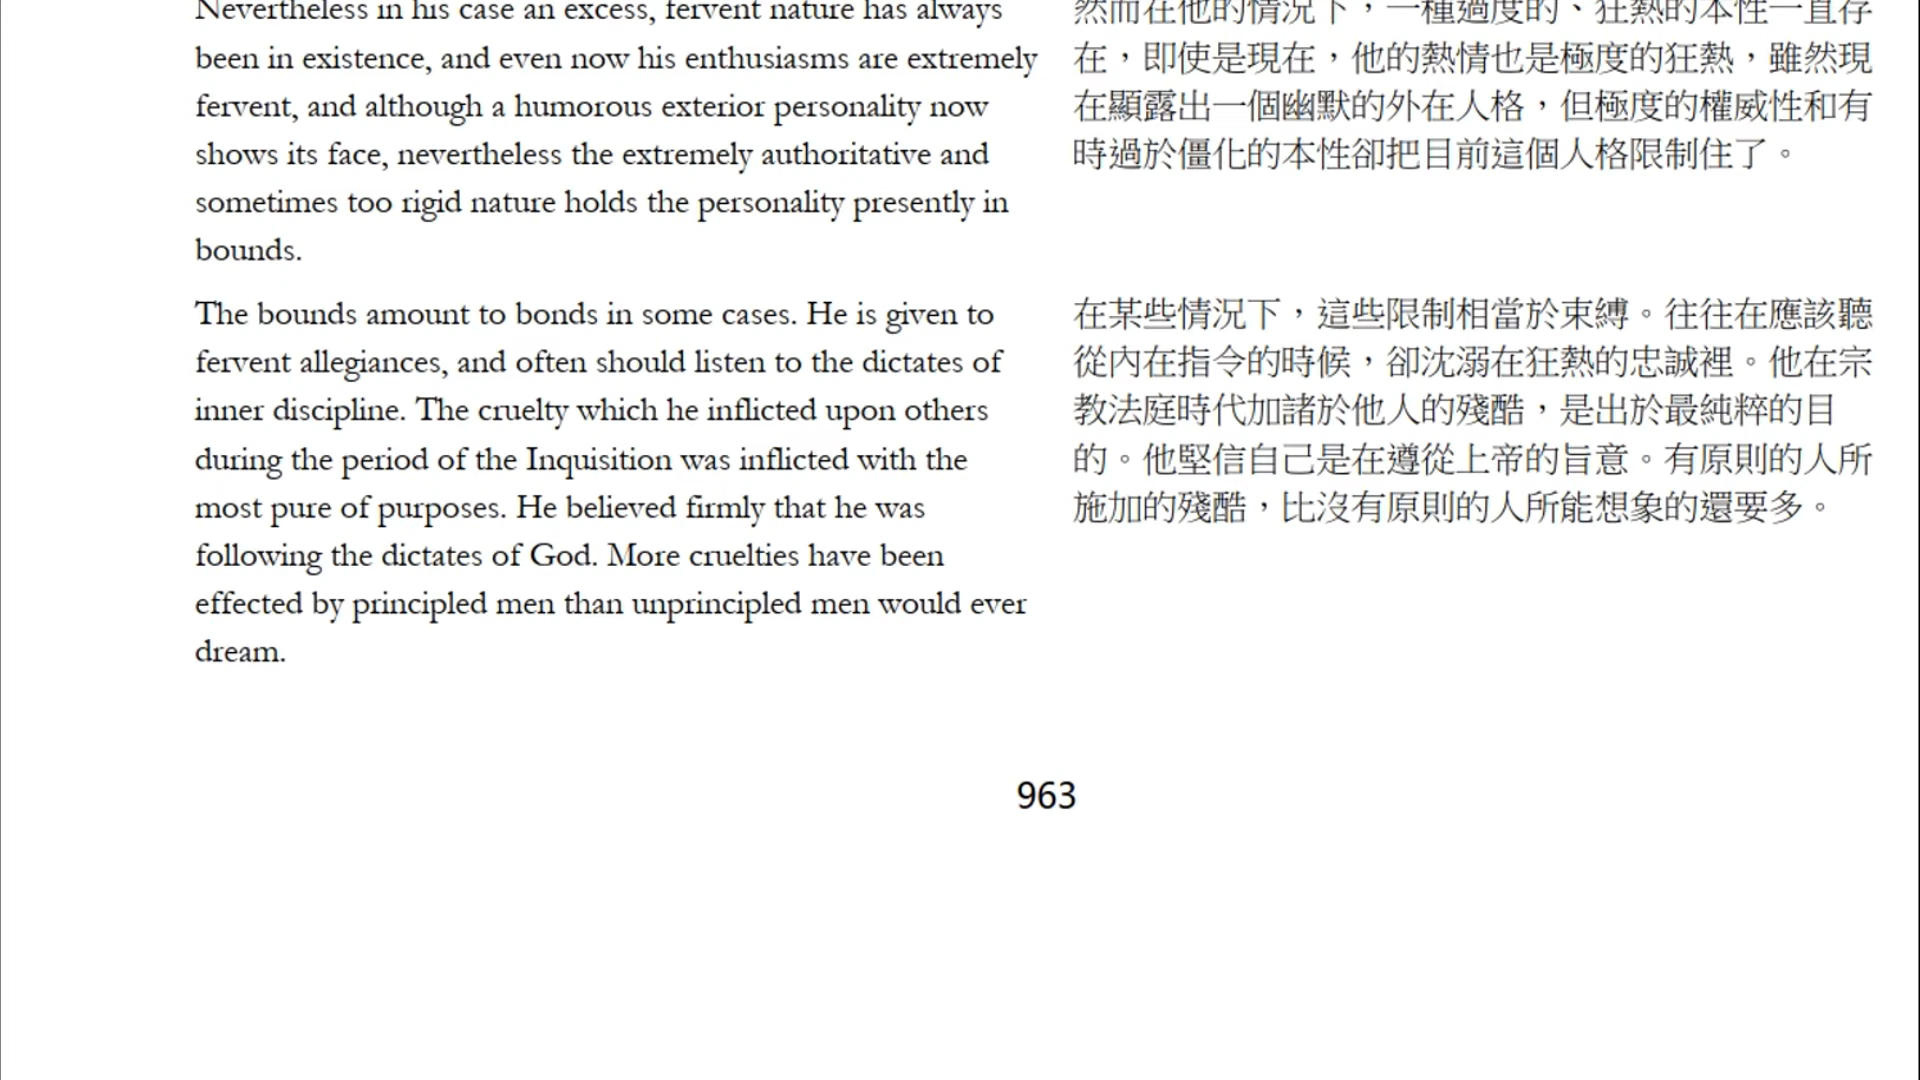 Nevertheless in his case an excess, fervent nature has always
been in existence, and even now his enthusiasms are extremely
fervent, and although a humorous exterior personality now
shows its face, nevertheless the extremely authoritative and
sometimes too rigid nature holds the personality presently in
bounds.
然而在他的情況下，一種過度的、狂熱的本性一直存
在，即使是現在，他的熱情也是極度的狂熱，雖然現
在顯露出一個幽默的外在人格，但極度的權威性和有
時過於僵化的本性卻把目前這個人格限制住了。
The bounds amount to bonds in some cases. He is given to
fervent allegiances, and often should listen to the dictates of
inner discipline. The cruelty which he inflicted upon others
during the period of the Inquisition was inflicted with the
most pure of purposes. He believed firmly that he was
following the dictates of God. More cruelties have been
effected by principled men than unprincipled men would ever
dream.
在某些情況下，這些限制相當於束縛。往往在應該聽
從內在指令的時候，卻沈溺在狂熱的忠誠裡。他在宗
教法庭時代加諸於他人的殘酷，是出於最純粹的目
的。他堅信自己是在遵從上帝的旨意。有原則的人所
施加的殘酷，比沒有原則的人所能想象的還要多。
963